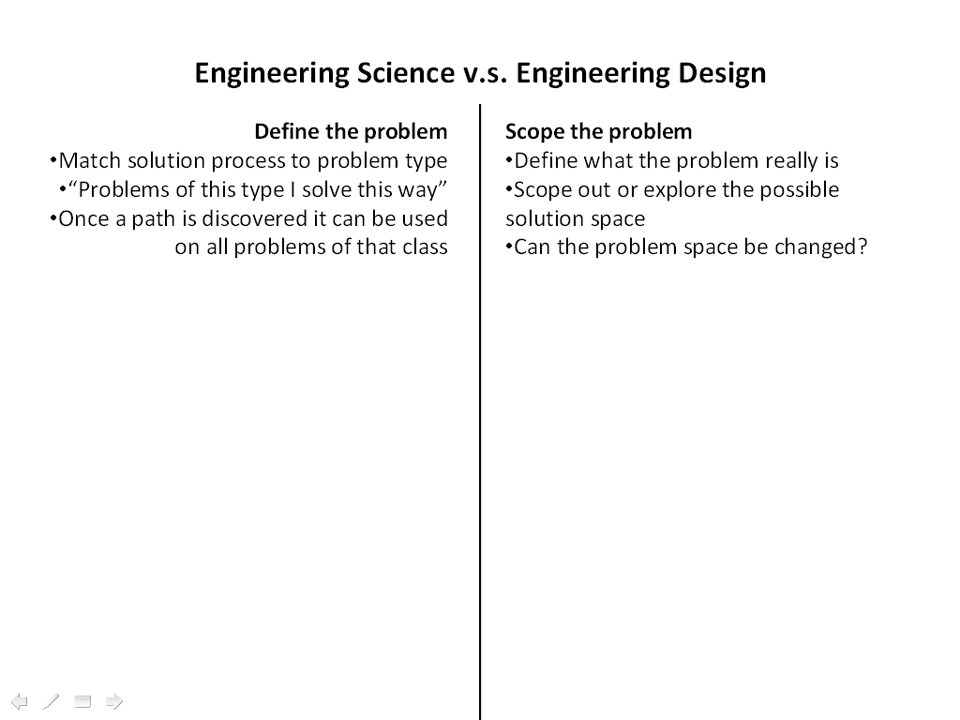 Engineering Science v.s. Engineering Design
Define the problem
•Match solution process to problem type
•“Problems of this type I solve this way”
•Once a path is discovered it can be used
on all problems of that class
Scope the problem
•Define what the problem really is
•Scope out or explore the possible
solution space
•Can the problem space be changed?